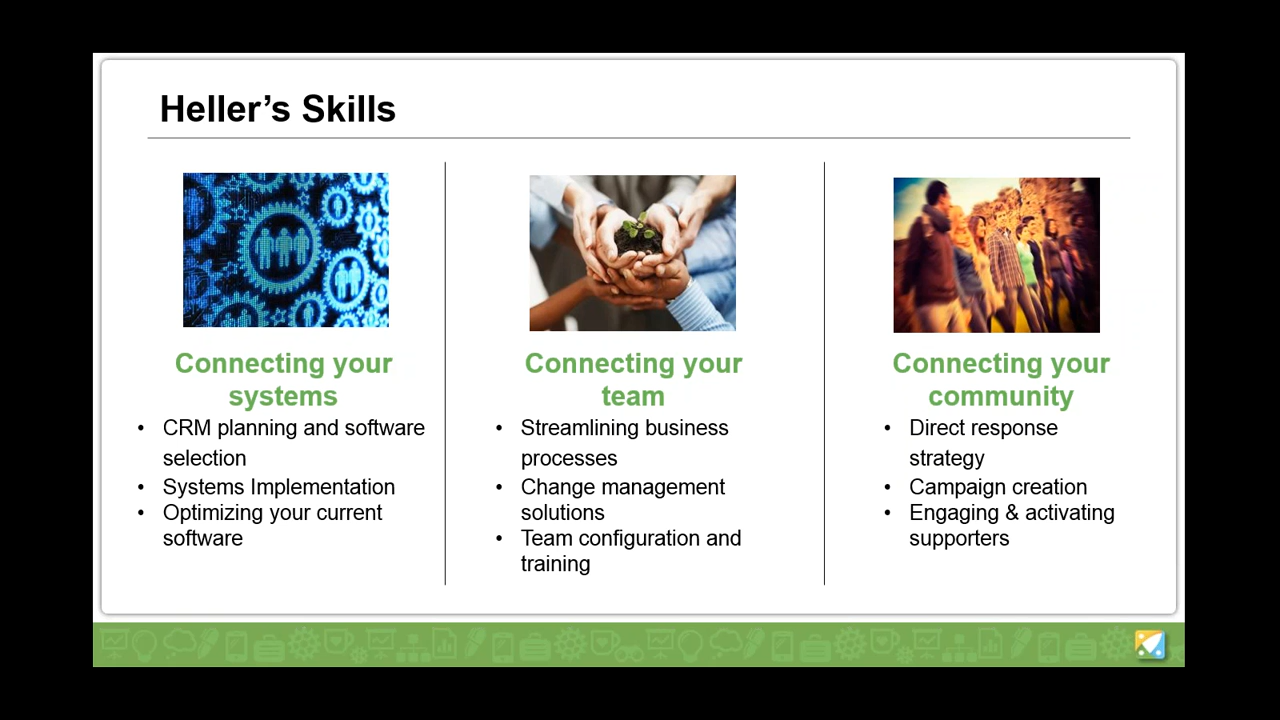 Heller’s Skills
Connecting your
systems
• CRM planning and software
selection
• Systems Implementation
• Optimizing your current
software
Connecting your
team
• Streamlining business
processes
• Change management
solutions
• Team configuration and
training
Connecting your
community
• Direct response
strategy
• Campaign creation
• Engaging & activating
supporters